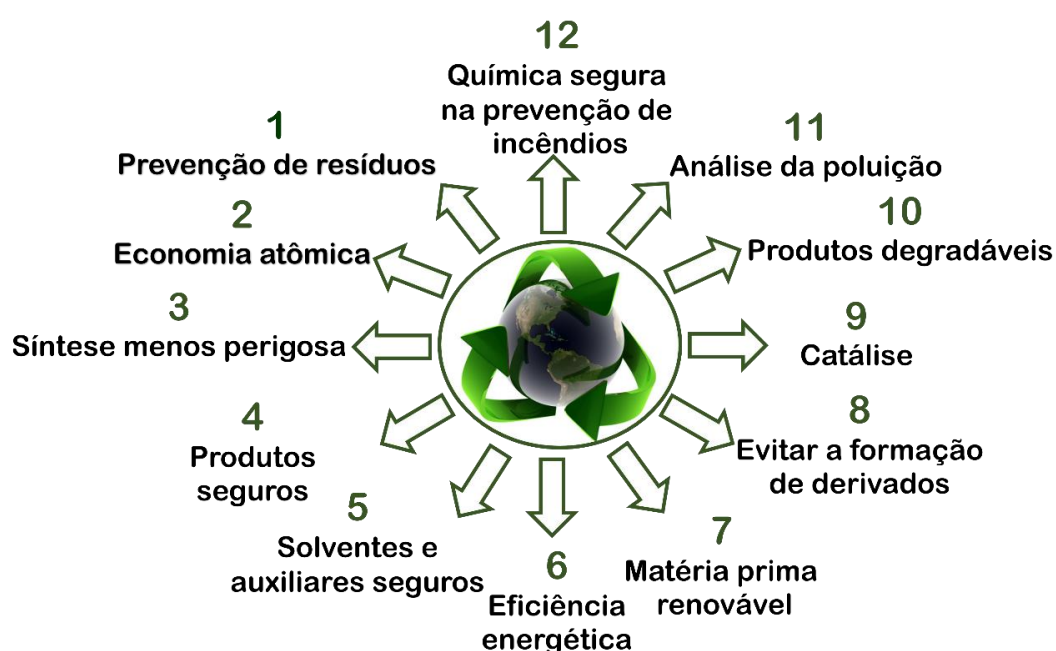 1
Prevenção de resíduos
2
Economia atômica
3
Síntese menos perigosa
4
Produtos
seguros
5
Solventes e
auxiliares seguros
6
Eficiência
energética
7
Matéria prima
renovável
8
Evitar a formação
de derivados
9
Catálise
10
Produtos degradáveis
11
Análise da poluição
12
Química segura
na prevenção de
incêndios